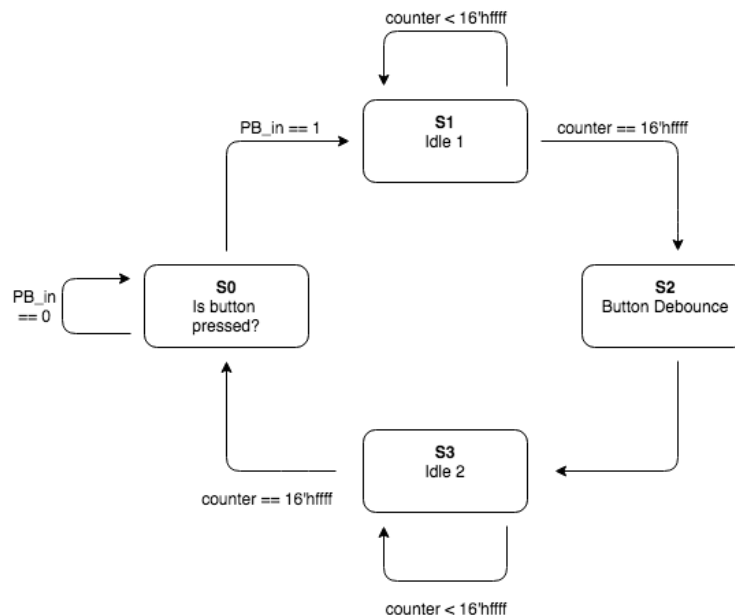 counter < 16'hffff
S1
Idle 1
PB_in == 1
counter == 16'hffff
S0
Is button
pressed?
PB_in
== 0
S2
Button Debounce
S3
Idle 2
counter == 16'hffff
counter < 16'hffff